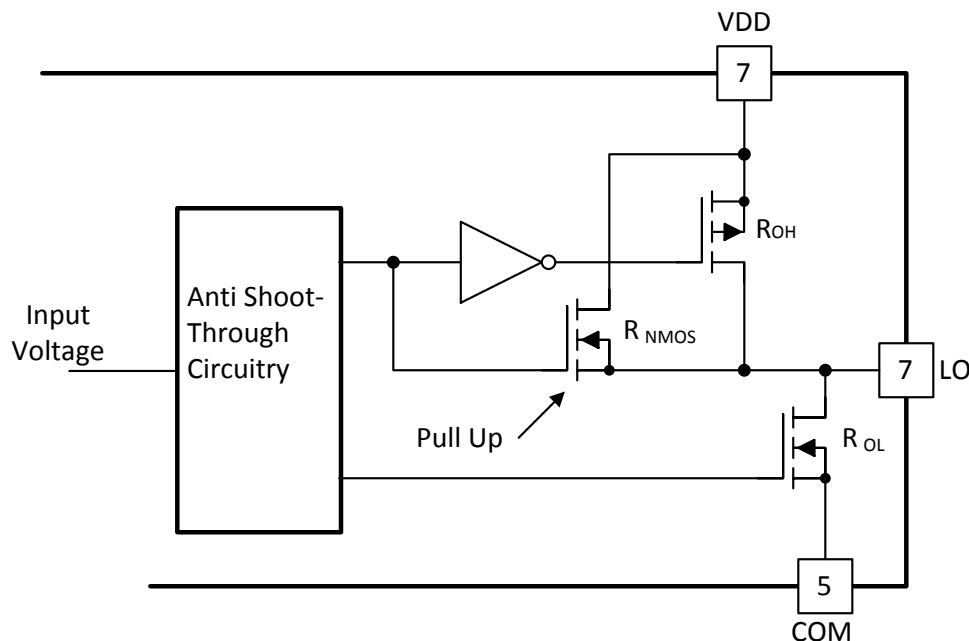 VDD
7
ROH
Anti Shoot-
Through
Circuitry
Input
Voltage
R NMOS
7
LO
Pull Up
R OL
5
COM